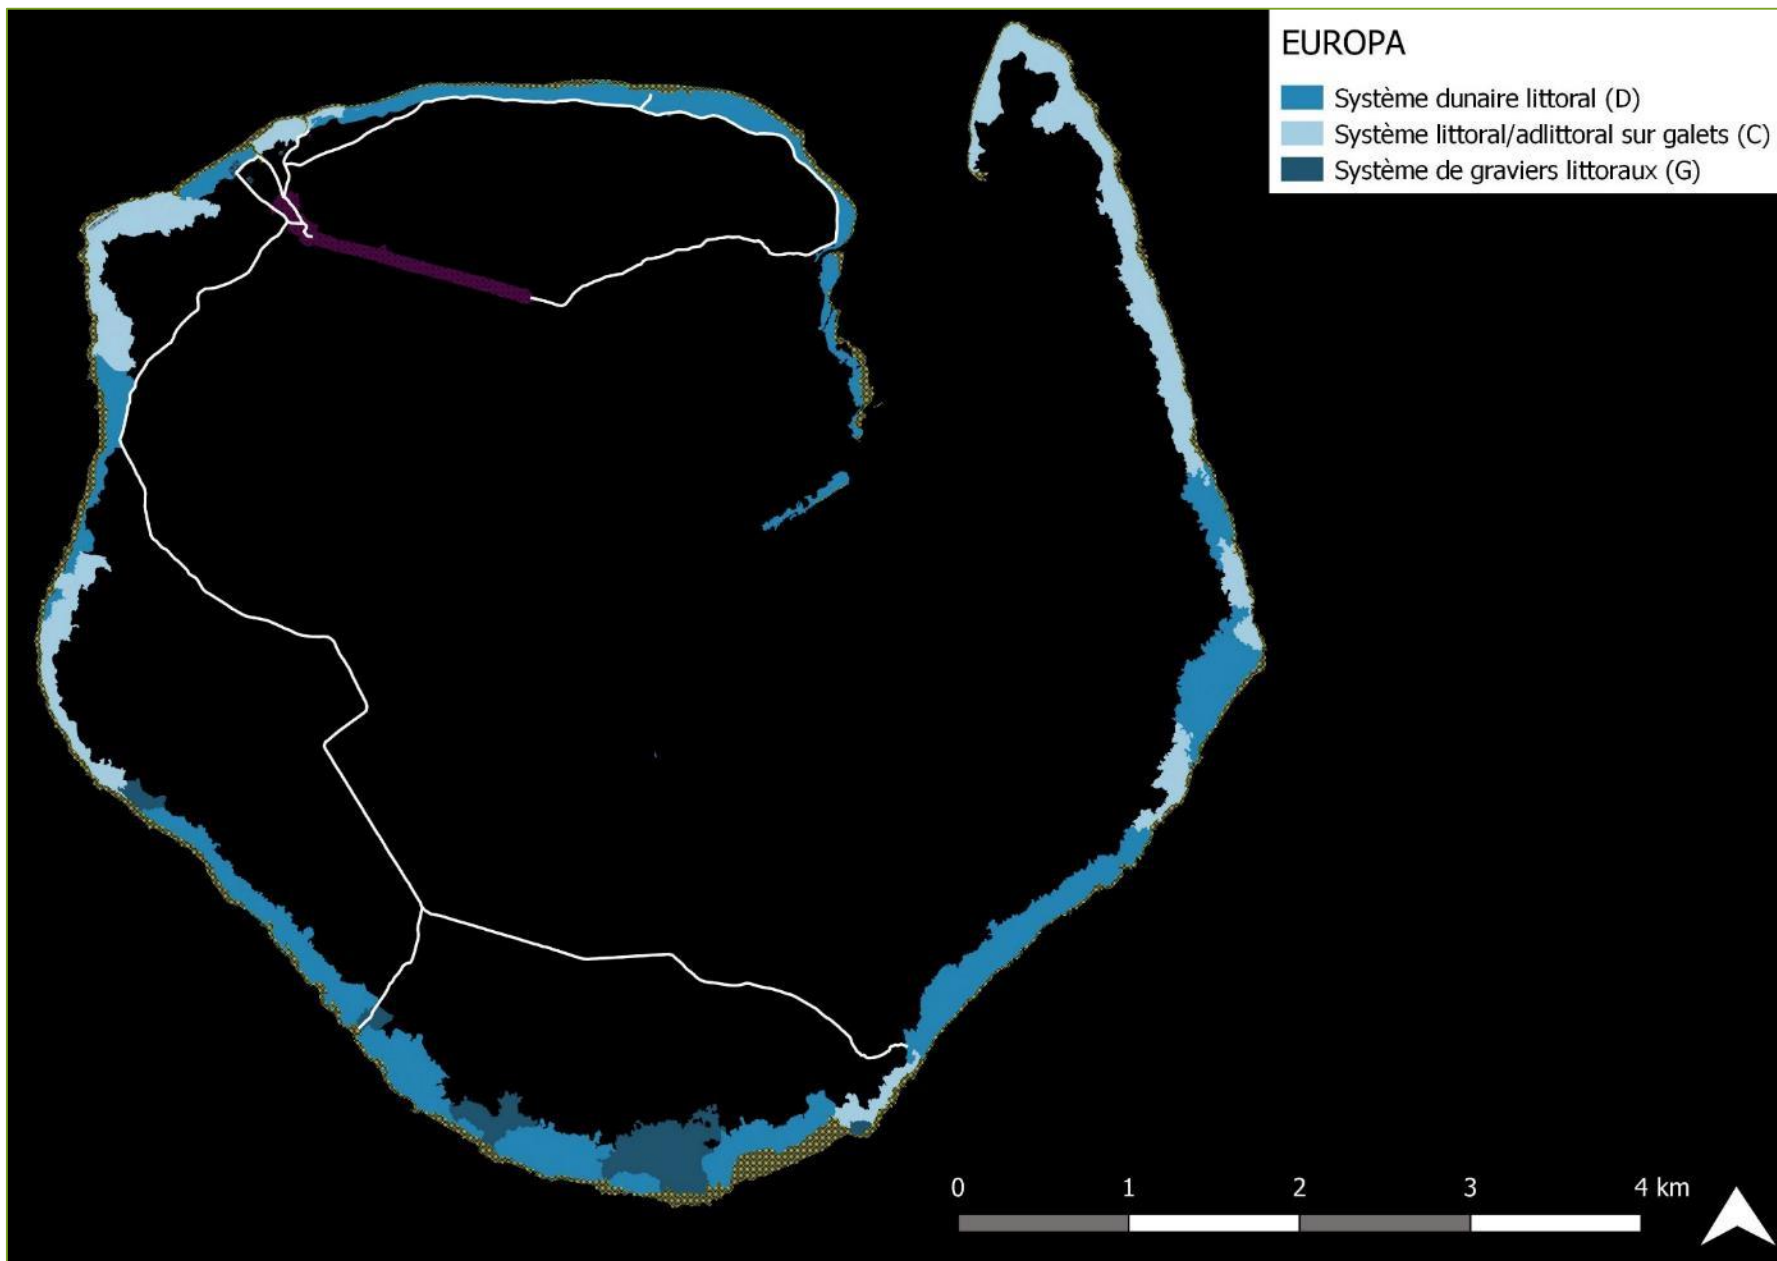 EUROPA
Système dunaire littoral (D)
Système littoral/adlittoral sur galets (C)
Système de graviers littoraux (G)
0 1 2 3 4 km